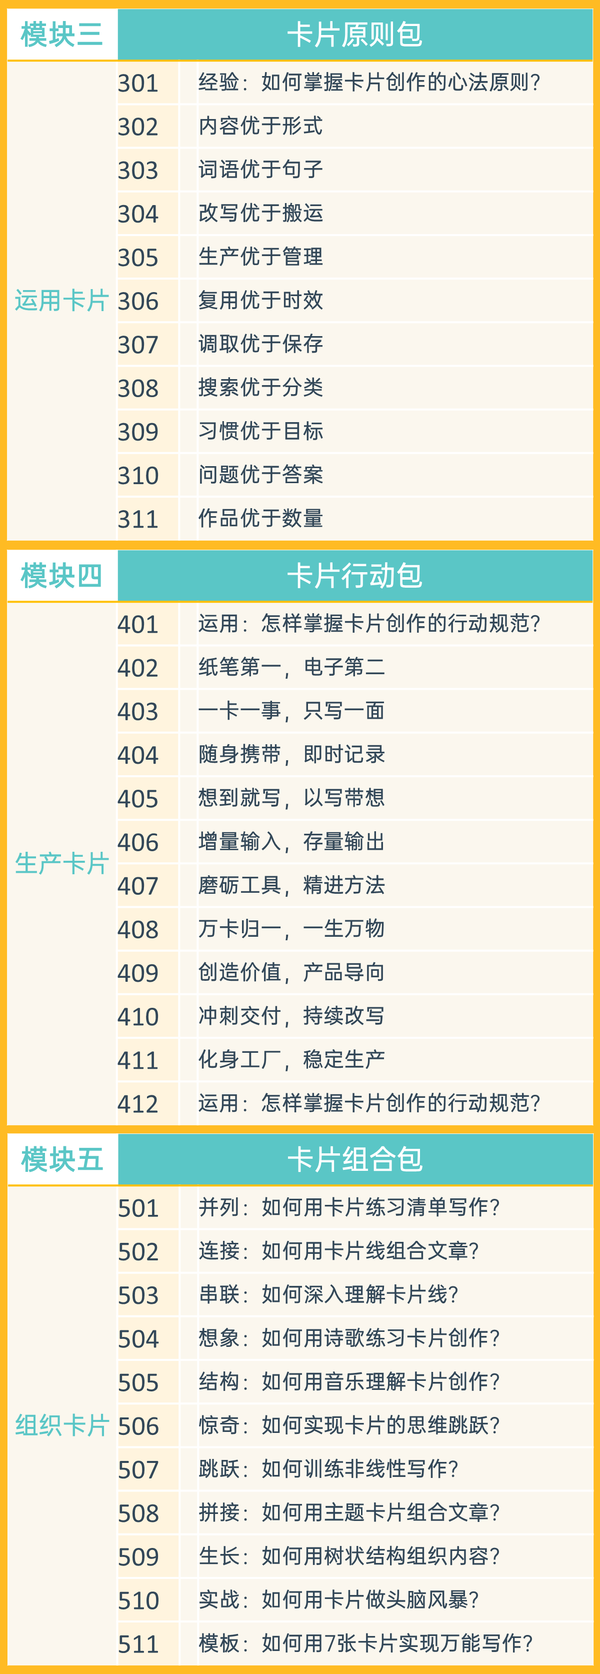 模块三 卡片原则包
301 经验：如何掌握卡片创作的心法原则？
302 内容优于形式
303 词语优于句子
304 改写优于搬运
305 生产优于管理
运用卡片
306 复用优于时效
307 调取优于保存
308 搜索优于分类
309 习惯优于目标
310 问题优于答案
311 作品优于数量
模块四 卡片行动包
401 运用：怎样掌握卡片创作的行动规范？
402 纸笔第一，电子第二
403 一卡一事，只写一面
404 随身携带，即时记录
405 想到就写，以写带想
406 增量输入，存量输出
生产卡片
407 磨砺工具，精进方法
408 万卡归一，一生万物
409 创造价值，产品导向
410 冲刺交付，持续改写
411 化身工厂，稳定生产
412 运用：怎样掌握卡片创作的行动规范？
模块五 卡片组合包
501 并列：如何用卡片练习清单写作？
502 连接：如何用卡片线组合文章？
503 串联：如何深入理解卡片线？
504 想象：如何用诗歌练习卡片创作？
505 结构：如何用音乐理解卡片创作？
组织卡片
506 惊奇：如何实现卡片的思维跳跃？
507 跳跃：如何训练非线性写作？
508 拼接：如何用主题卡片组合文章？
509 生长：如何用树状结构组织内容？
510 实战：如何用卡片做头脑风暴？
511 模板：如何用7张卡片实现万能写作？